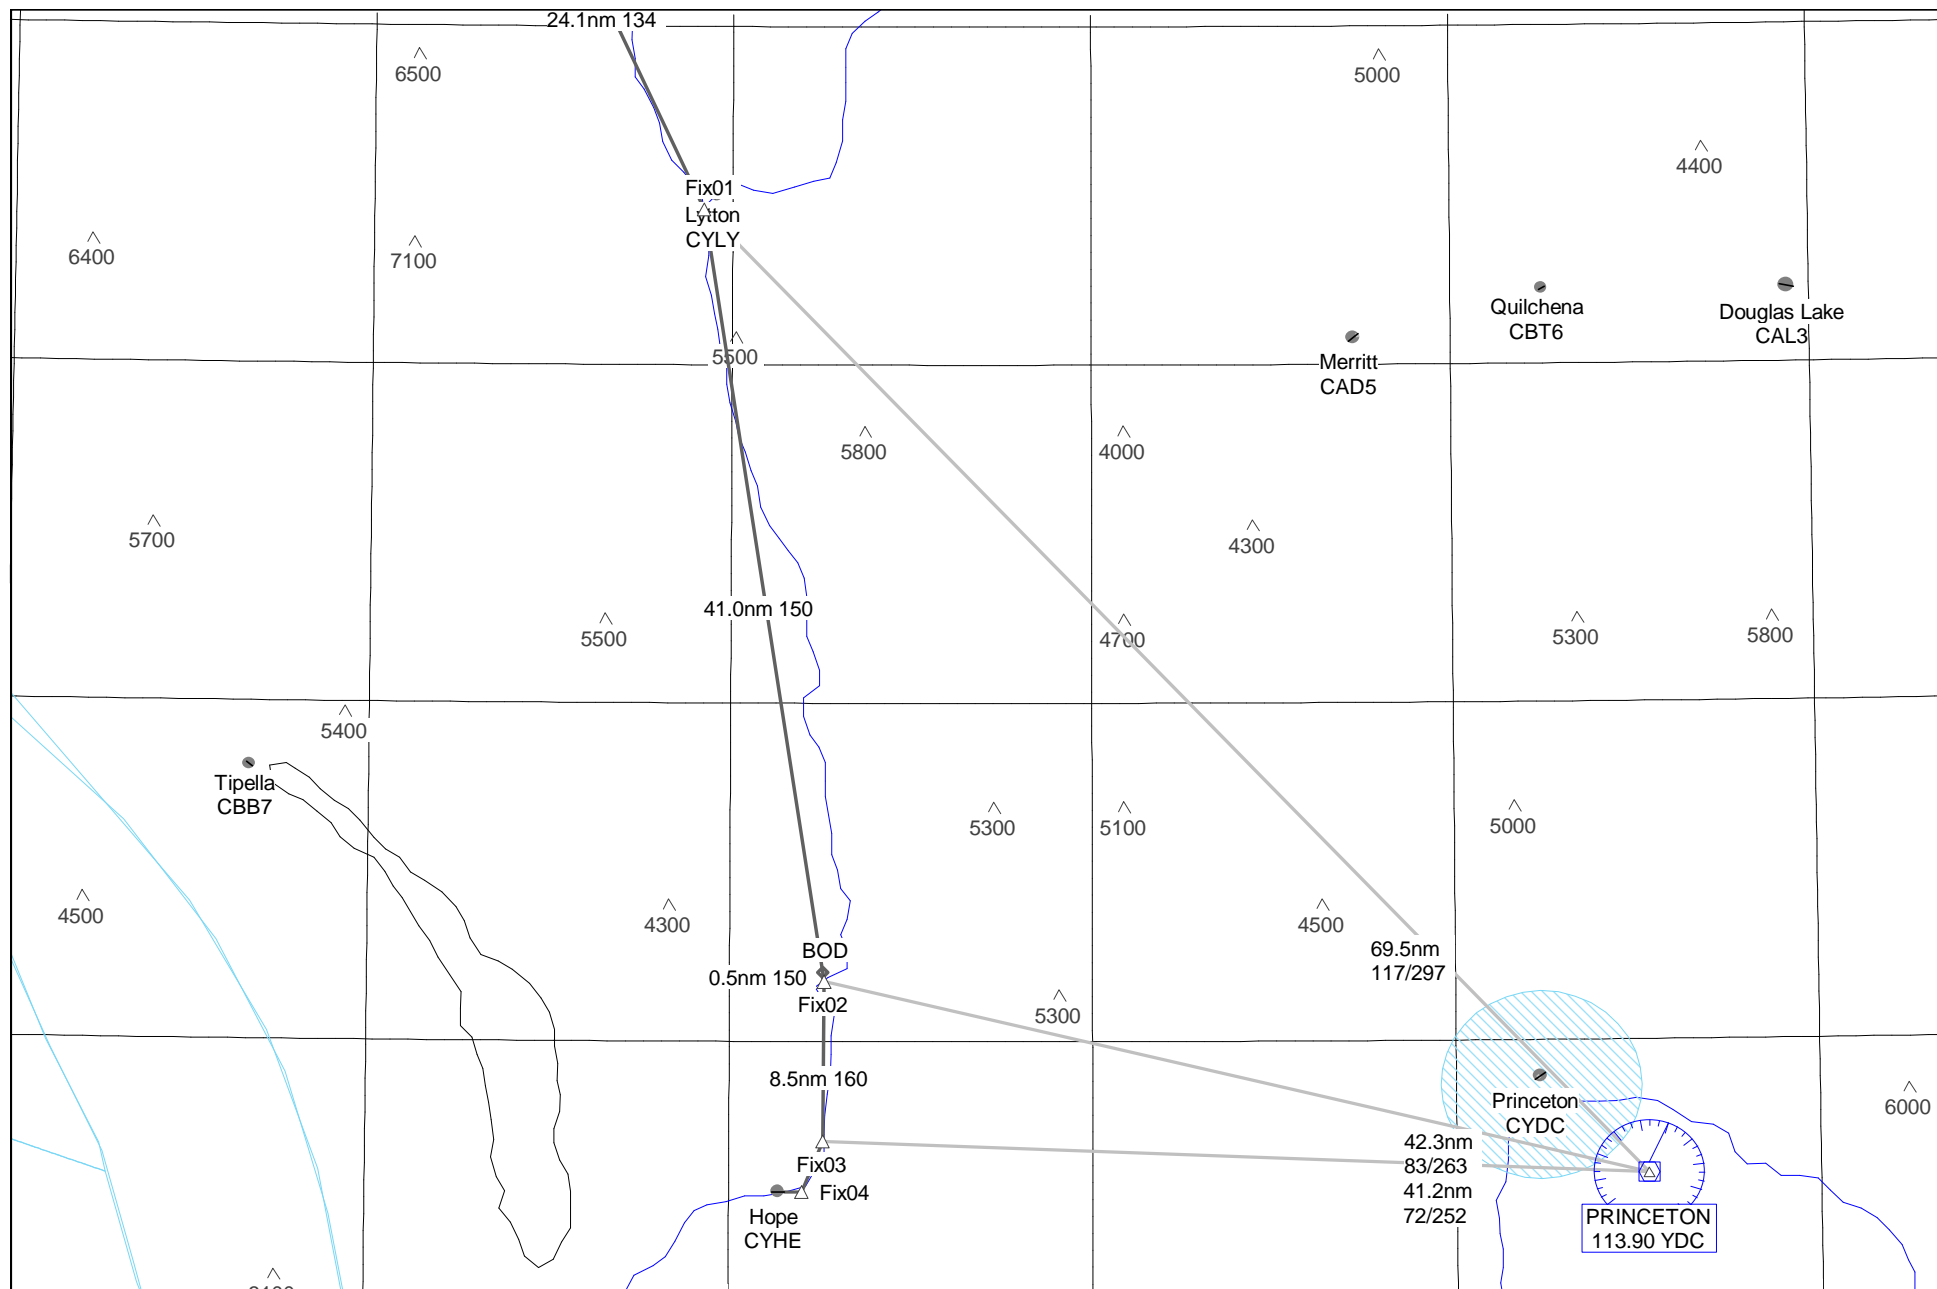 24.1nm 134
6500
5000
4400
Fix01
Lytton
CYLY
6400
7100
Quilchena
CBT6
Douglas Lake
CAL3
5500
Merritt
CAD5
5800
4000
5700
4300
41.0nm 150
5500
4700
5300
5800
5400
Tipella
CBB7
5300
5100
5000
4500
4300
4500
BOD
69.5nm
117/297
0.5nm 150
Fix02
5300
8.5nm 160
Princeton
CYDC
6000
42.3nm
83/263
Fix03
41.2nm
72/252
Fix04
Hope
CYHE
PRINCETON
113.90 YDC